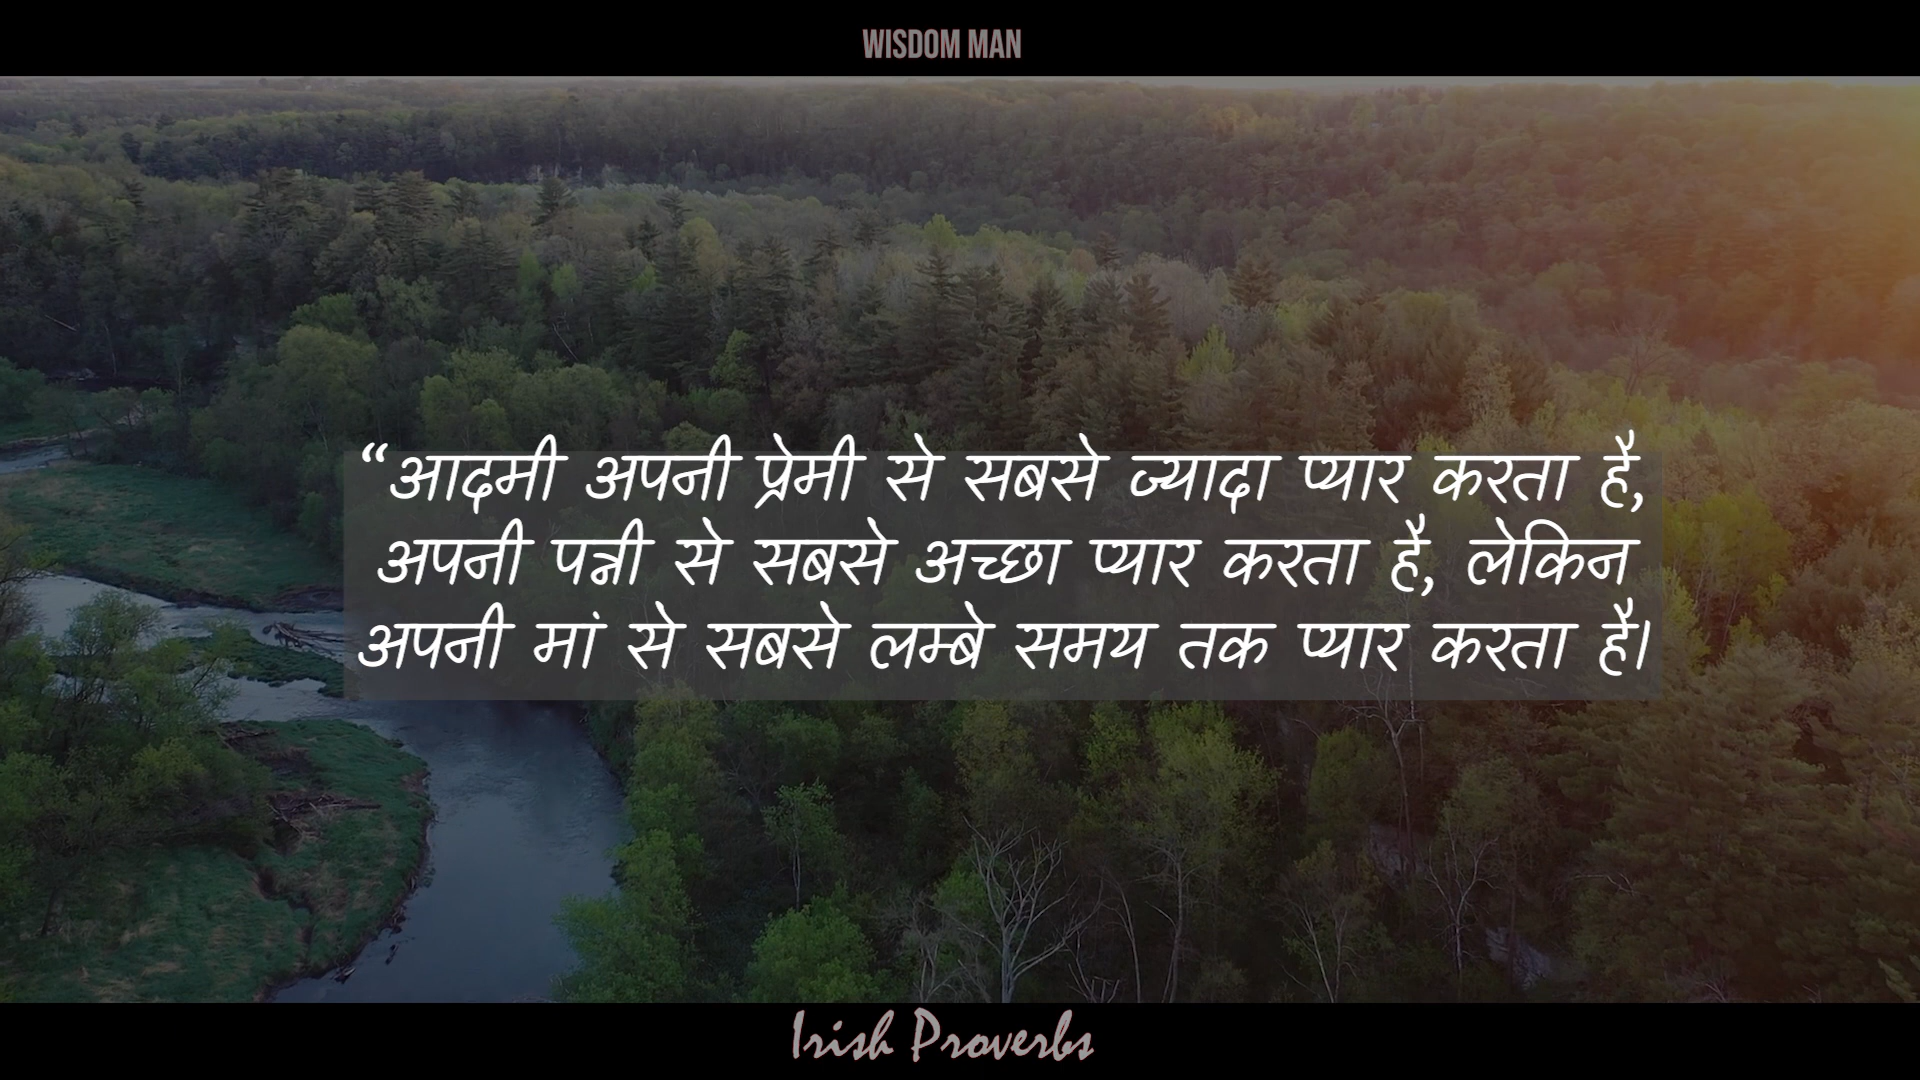 WISDOM MAN
“आदमी अपनी प्रेमी से सबसे ज्यादा प्यार करता है,
अपनी पत्नी से सबसे अच्छा प्यार करता है, लेकिन
अपनी मां से सबसे लम्बे समय तक प्यार करता है।
Irish Proverbs